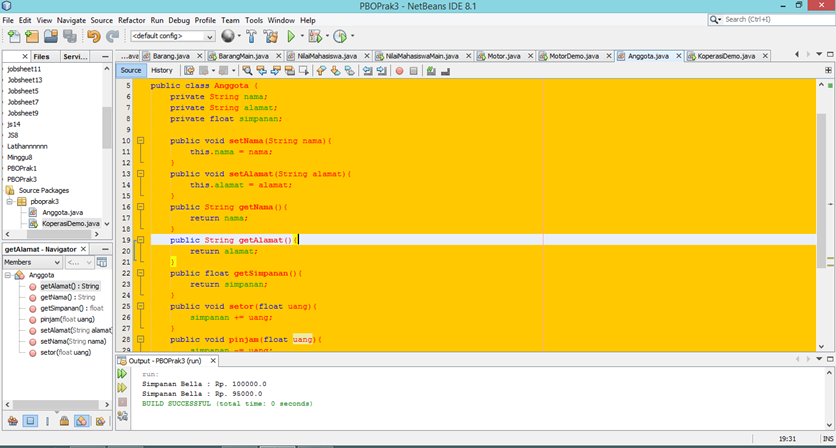 PBOPrak3 - NetBeans IDE 8.1
File Edit View Navigate Source Refactor Run Debug Profile Team Tools Window Help
Search (Ctrl+I)
<default config>
Files Servi...
...ava Barang.java BarangMain.java NilaiMahasiswa.java NilaiMahasiswaMain.java Motor.java MotorDemo.java Anggota.java KoperasiDemo.java
Source History
jobsheet11
Jobsheet13
Jobsheet5
Jobsheet7
Jobsheet9
js14
JS8
Latihannnnnn
Minggu8
PBOPrak1
PBOPrak3
Source Packages
pboprak3
Anggota.java
KoperasiDemo.java
getAlamat - Navigator
Members <...
Anggota
getAlamat() : String
getNama() : String
getSimpanan() : float
pinjam(float uang)
setAlamat(String alamat
setNama(String nama)
setor(float uang)
5 public class Anggota {
6 private String nama;
7 private String alamat;
8 private float simpanan;
9
10 public void setNama(String nama){
11 this.nama = nama;
12 }
13 public void setAlamat(String alamat){
14 this.alamat = alamat;
15 }
16 public String getNama(){
17 return nama;
18 }
19 public String getAlamat(){
20 return alamat;
21 }
22 public float getSimpanan(){
23 return simpanan;
24 }
25 public void setor(float uang){
26 simpanan += uang;
27 }
28 public void pinjam(float uang){
29 simpanan -= uang;
Output - PBOPrak3 (run)
run:
Simpanan Bella : Rp. 100000.0
Simpanan Bella : Rp. 95000.0
BUILD SUCCESSFUL (total time: 0 seconds)
19:31 INS